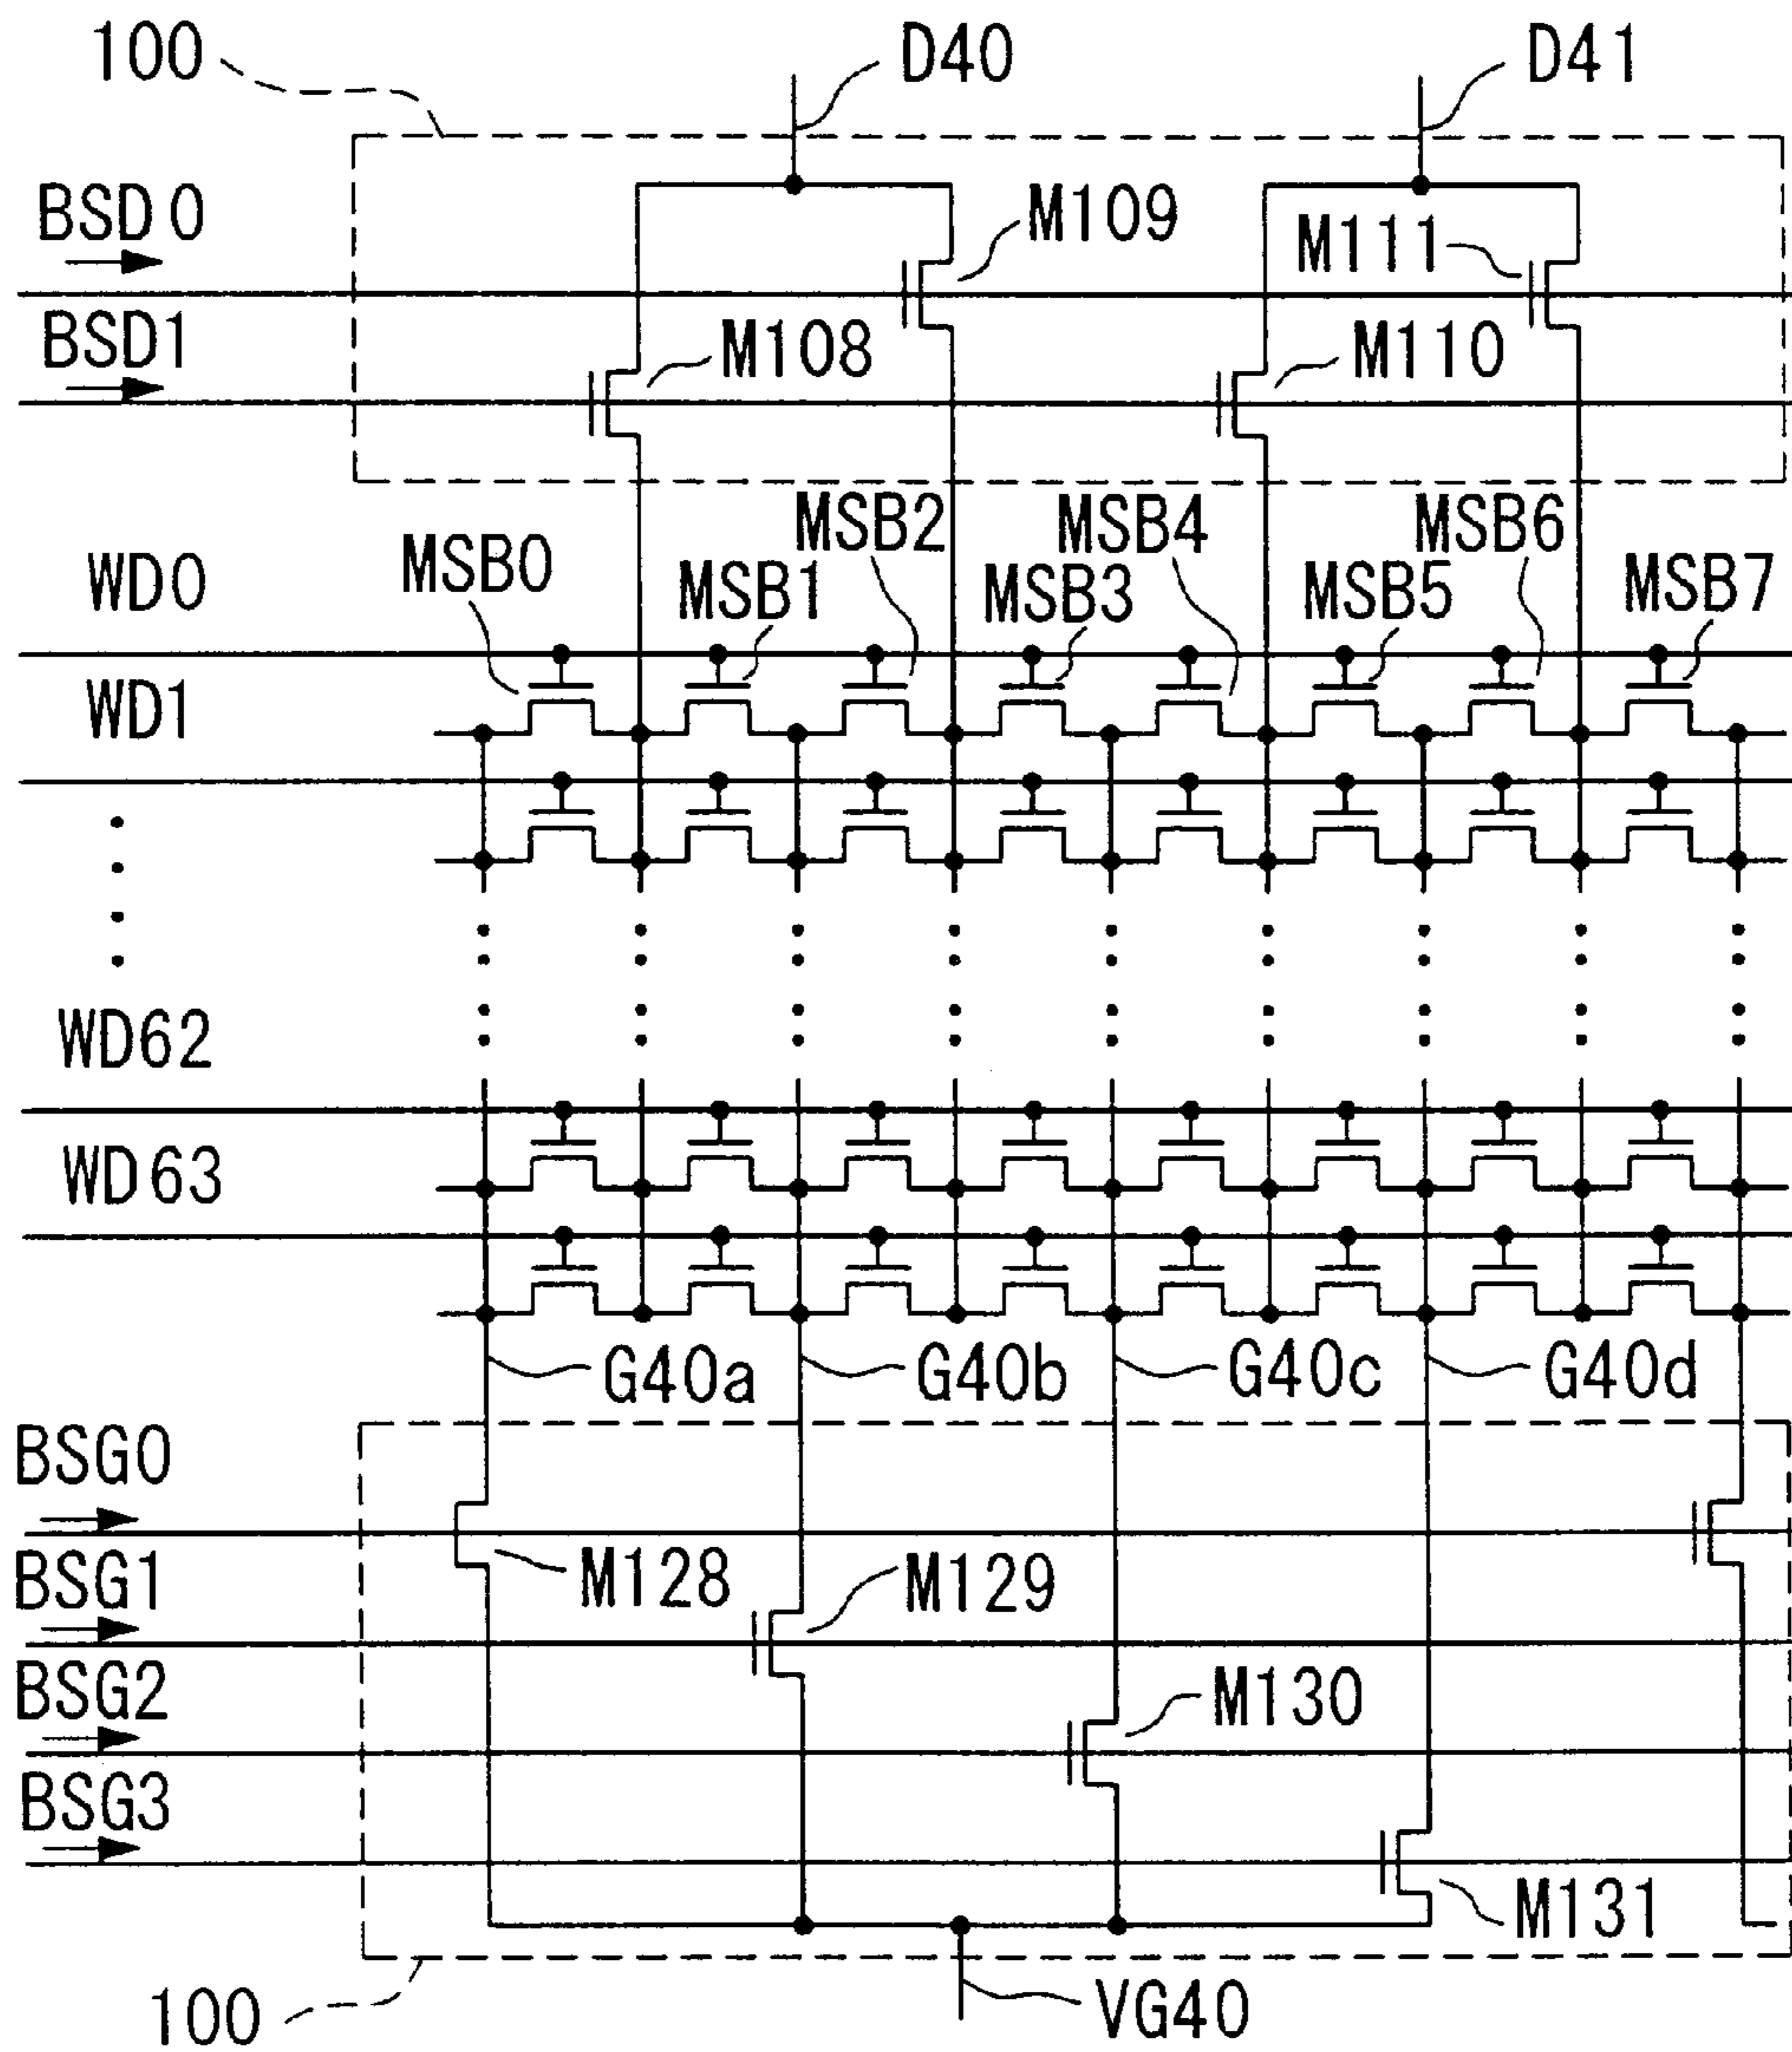 100
D40
D41
BSD0
M109
M111
BSD1
M108
M110
MSB2
MSB4
MSB6
WD0
MSB0
MSB1
MSB3
MSB5
MSB7
WD1
WD62
WD63
G40a
G40b
G40c
G40d
BSG0
BSG1
M128
M129
BSG2
M130
BSG3
M131
100
VG40